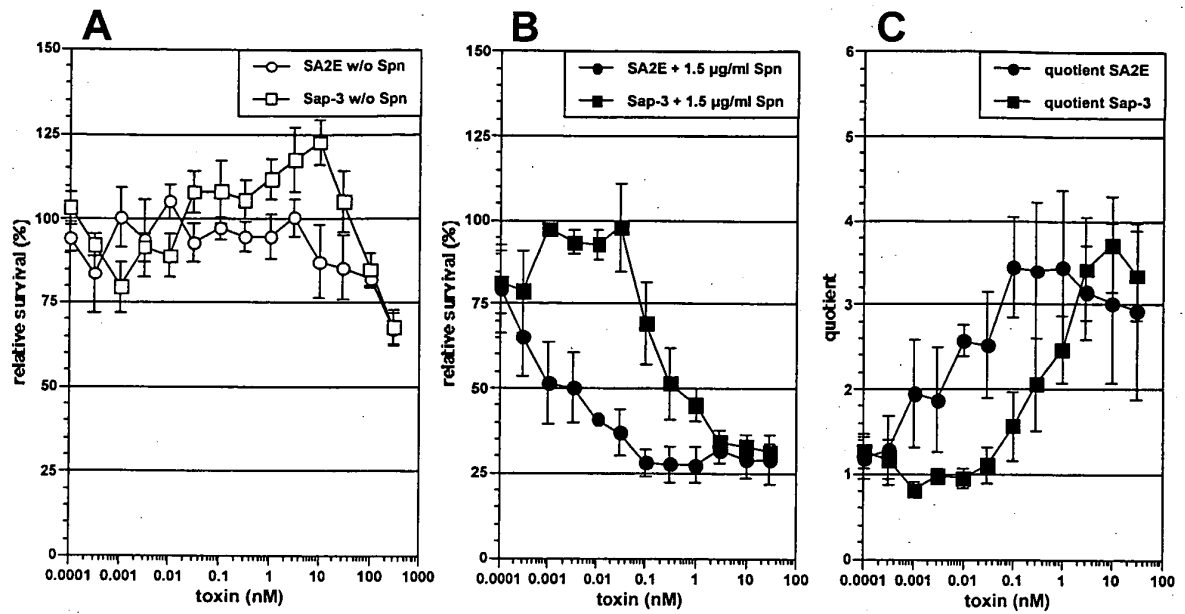 A
150
125
100
75
50
25
0
relative survival (%)
SA2E w/o Spn
Sap-3 w/o Spn
0.0001 0.001 0.01 0.1 1 10 100 1000
toxin (nM)
B
150
125
100
75
50
25
0
relative survival (%)
SA2E + 1.5 µg/ml Spn
Sap-3 + 1.5 µg/ml Spn
0.0001 0.001 0.01 0.1 1 10 100
toxin (nM)
C
6
5
4
3
2
1
0
quotient
quotient SA2E
quotient Sap-3
0.0001 0.001 0.01 0.1 1 10 100
toxin (nM)